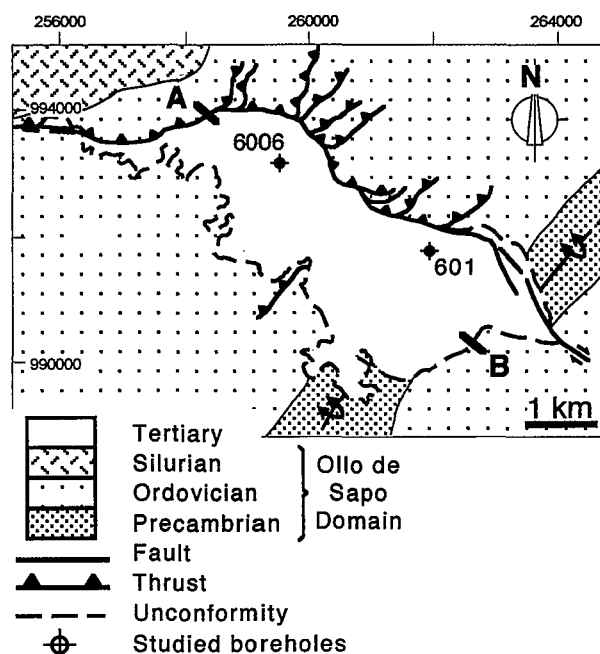 256000 260000 264000
N
A
994000
6006
601
990000
B
1 km
Tertiary
Silurian
Ordovician
Precambrian
Ollo de
Sapo
Domain
Fault
Thrust
Unconformity
Studied boreholes